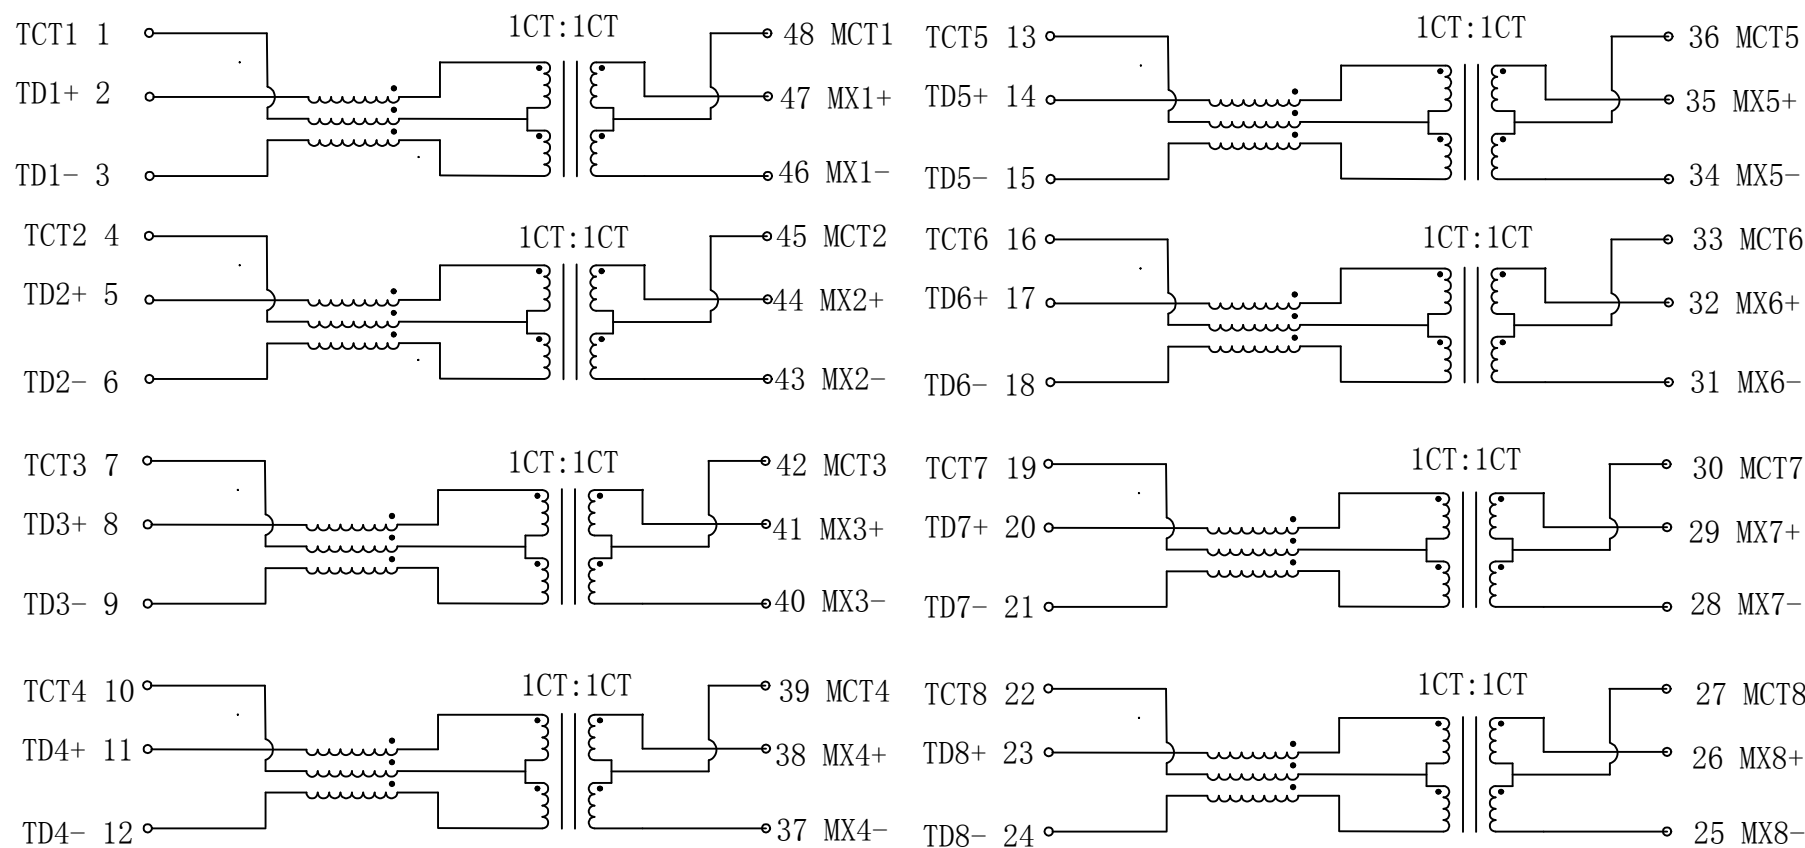 TCT1 1
1CT:1CT
48 MCT1
TD1+ 2
47 MX1+
TD1- 3
46 MX1-
TCT2 4
1CT:1CT
45 MCT2
TD2+ 5
44 MX2+
TD2- 6
43 MX2-
TCT3 7
1CT:1CT
42 MCT3
TD3+ 8
41 MX3+
TD3- 9
40 MX3-
TCT4 10
1CT:1CT
39 MCT4
TD4+ 11
38 MX4+
TD4- 12
37 MX4-
TCT5 13
1CT:1CT
36 MCT5
TD5+ 14
35 MX5+
TD5- 15
34 MX5-
TCT6 16
1CT:1CT
33 MCT6
TD6+ 17
32 MX6+
TD6- 18
31 MX6-
TCT7 19
1CT:1CT
30 MCT7
TD7+ 20
29 MX7+
TD7- 21
28 MX7-
TCT8 22
1CT:1CT
27 MCT8
TD8+ 23
26 MX8+
TD8- 24
25 MX8-